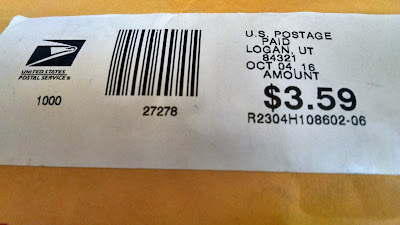 UNITED STATES
POSTAL SERVICE®
1000
27278
U.S. POSTAGE
PAID
LOGAN, UT
84321
OCT 04, 16
AMOUNT
$3.59
R2304H108602-06